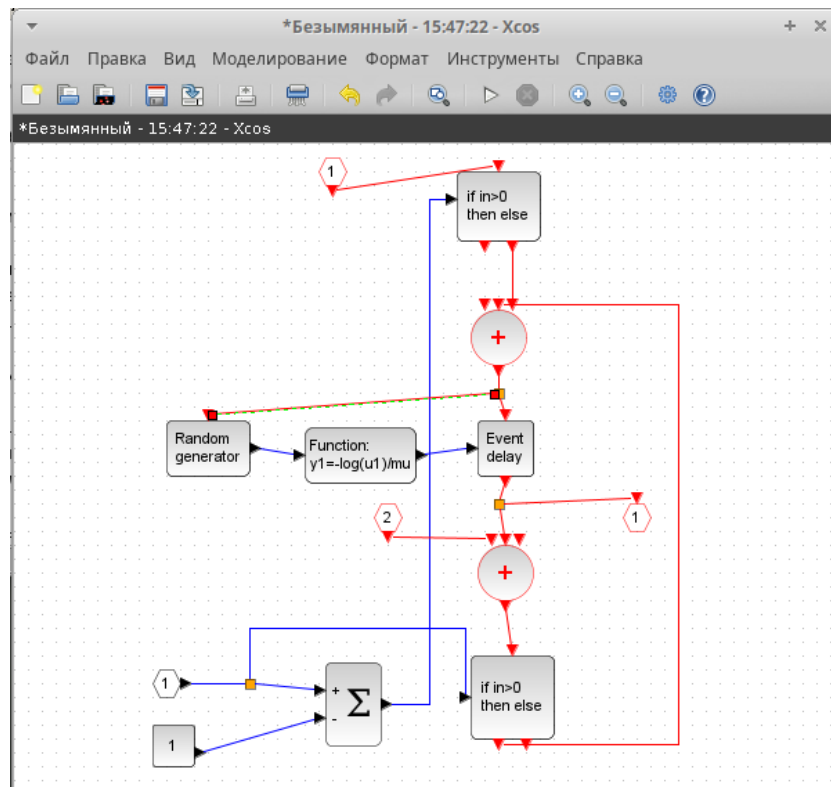 *Безымянный - 15:47:22 - Xcos
Файл Правка Вид Моделирование Формат Инструменты Справка
*Безымянный - 15:47:22 - Xcos
1
if in>0
then else
+
Random
generator
Function:
y1=-log(u1)/mu
Event
delay
2
1
+
1
+
-
Σ
if in>0
then else
1